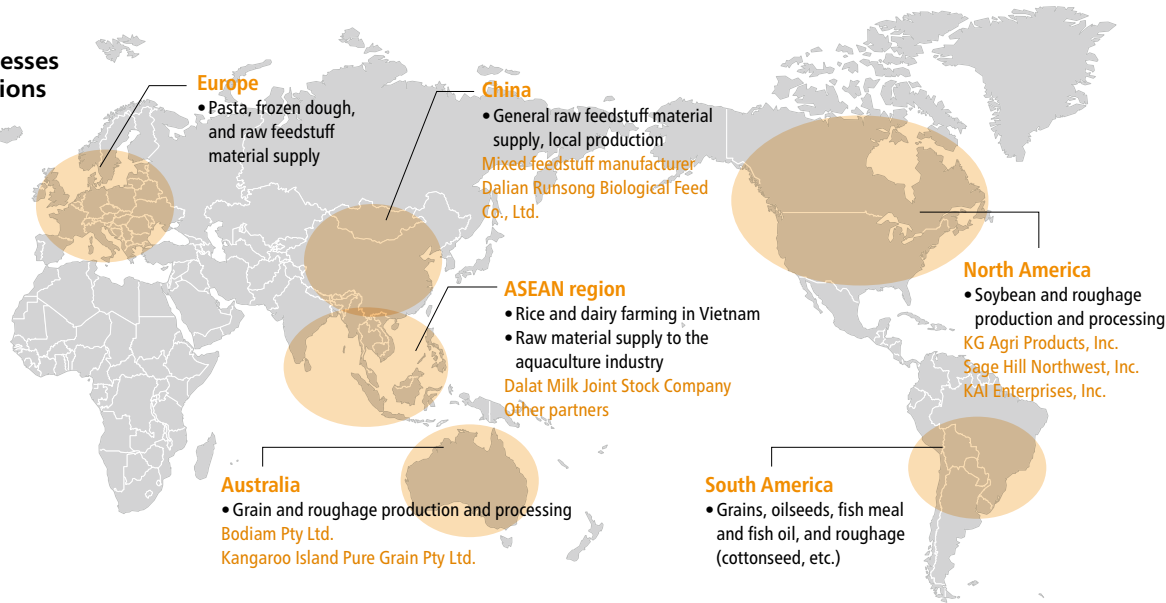 esses
ions
Europe
• Pasta, frozen dough,
and raw feedstuff
material supply
China
• General raw feedstuff material
supply, local production
Mixed feedstuff manufacturer
Dalian Runsong Biological Feed
Co., Ltd.
ASEAN region
• Rice and dairy farming in Vietnam
• Raw material supply to the
aquaculture industry
Dalat Milk Joint Stock Company
Other partners
North America
• Soybean and roughage
production and processing
KG Agri Products, Inc.
Sage Hill Northwest, Inc.
KAI Enterprises, Inc.
Australia
• Grain and roughage production and processing
Bodiam Pty Ltd.
Kangaroo Island Pure Grain Pty Ltd.
South America
• Grains, oilseeds, fish meal
and fish oil, and roughage
(cottonseed, etc.)